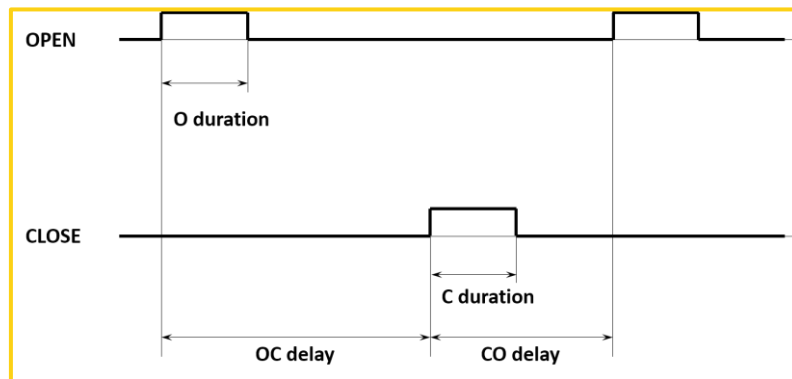 OPEN
O duration
CLOSE
C duration
OC delay
CO delay